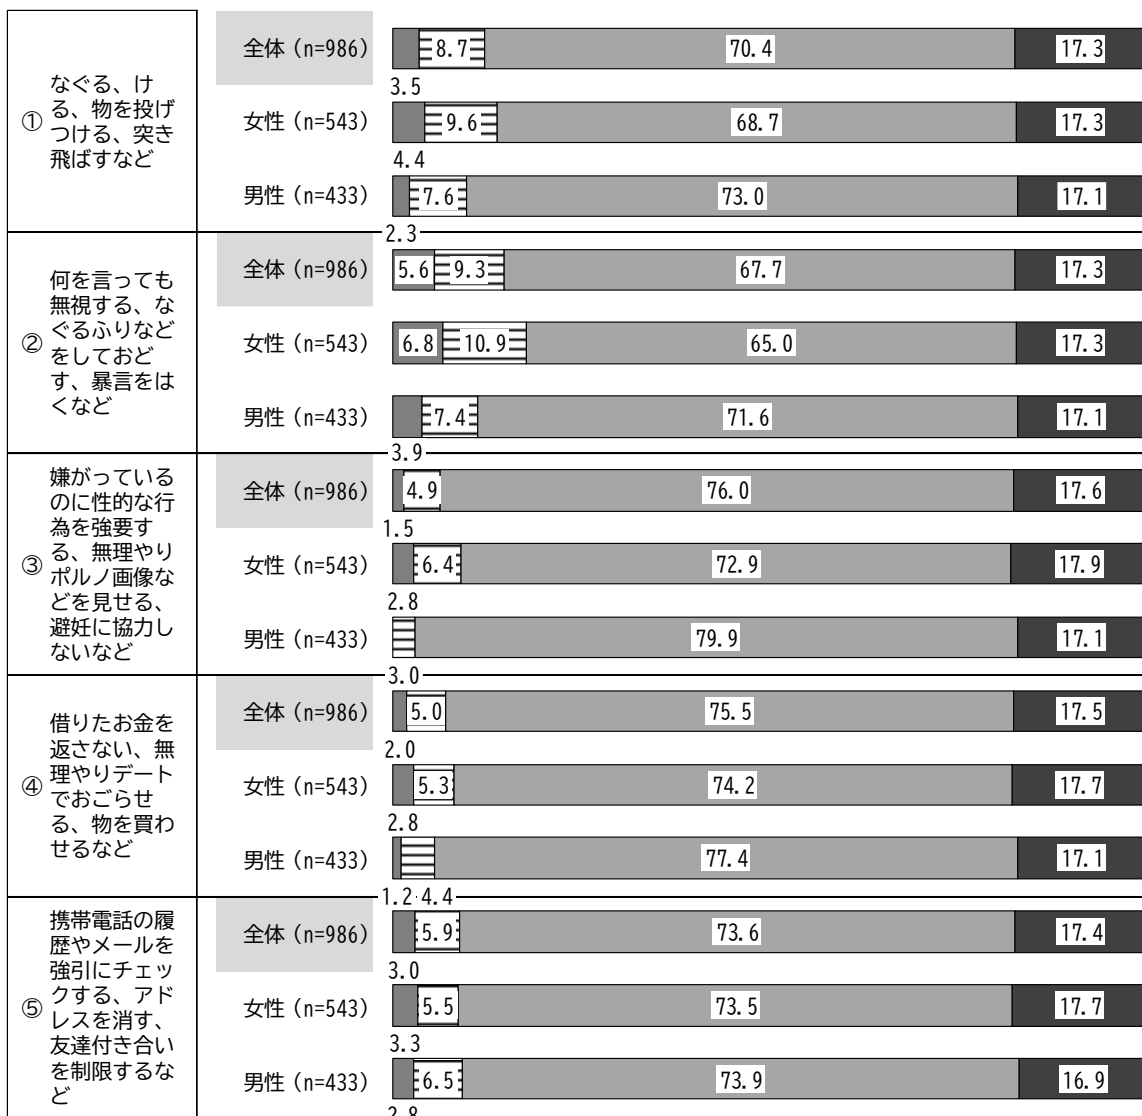 ①
なぐる、け
る、物を投げ
つける、突き
飛ばすなど
全体 (n=986)
8.7
70.4
17.3
3.5
女性 (n=543)
9.6
68.7
17.3
4.4
男性 (n=433)
7.6
73.0
17.1
2.3
②
何を言っても
無視する、な
ぐるふりなど
をしておど
す、暴言をは
くなど
全体 (n=986)
5.6
9.3
67.7
17.3
女性 (n=543)
6.8
10.9
65.0
17.3
男性 (n=433)
7.4
71.6
17.1
3.9
③
嫌がっている
のに性的な行
為を強要す
る、無理やり
ポルノ画像な
どを見せる、
避妊に協力し
ないなど
全体 (n=986)
4.9
76.0
17.6
1.5
女性 (n=543)
6.4
72.9
17.9
2.8
男性 (n=433)
79.9
17.1
3.0
④
借りたお金を
返さない、無
理やりデート
でおごらせ
る、物を買わ
せるなど
全体 (n=986)
5.0
75.5
17.5
2.0
女性 (n=543)
5.3
74.2
17.7
2.8
男性 (n=433)
77.4
17.1
1.2
4.4
⑤
携帯電話の履
歴やメールを
強引にチェッ
クする、アド
レスを消す、
友達付き合い
を制限するな
ど
全体 (n=986)
5.9
73.6
17.4
3.0
女性 (n=543)
5.5
73.5
17.7
3.3
男性 (n=433)
6.5
73.9
16.9
2.8